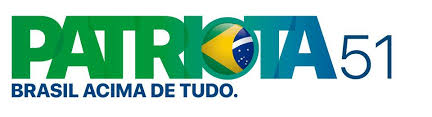 PATRIOTA 51
BRASIL ACIMA DE TUDO.